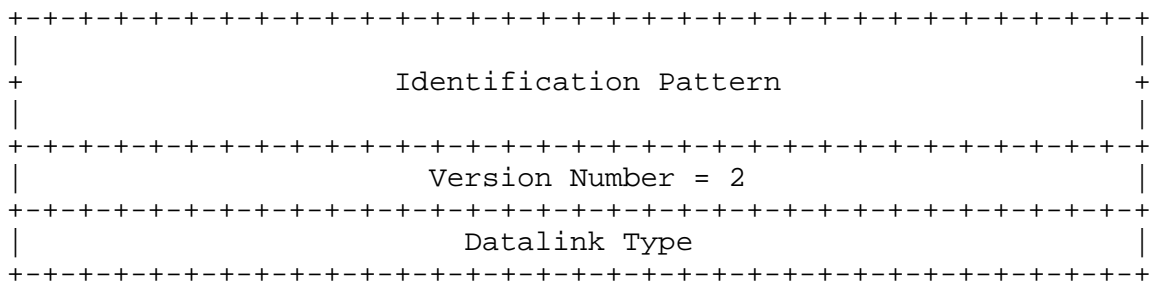 +-+-+-+-+-+-+-+-+-+-+-+-+-+-+-+-+-+-+-+-+-+-+-+-+-+-+-+-+-+-+-+-+
|                                                               |
+                     Identification Pattern                    +
|                                                               |
+-+-+-+-+-+-+-+-+-+-+-+-+-+-+-+-+-+-+-+-+-+-+-+-+-+-+-+-+-+-+-+-+
|                       Version Number = 2                      |
+-+-+-+-+-+-+-+-+-+-+-+-+-+-+-+-+-+-+-+-+-+-+-+-+-+-+-+-+-+-+-+-+
|                         Datalink Type                         |
+-+-+-+-+-+-+-+-+-+-+-+-+-+-+-+-+-+-+-+-+-+-+-+-+-+-+-+-+-+-+-+-+